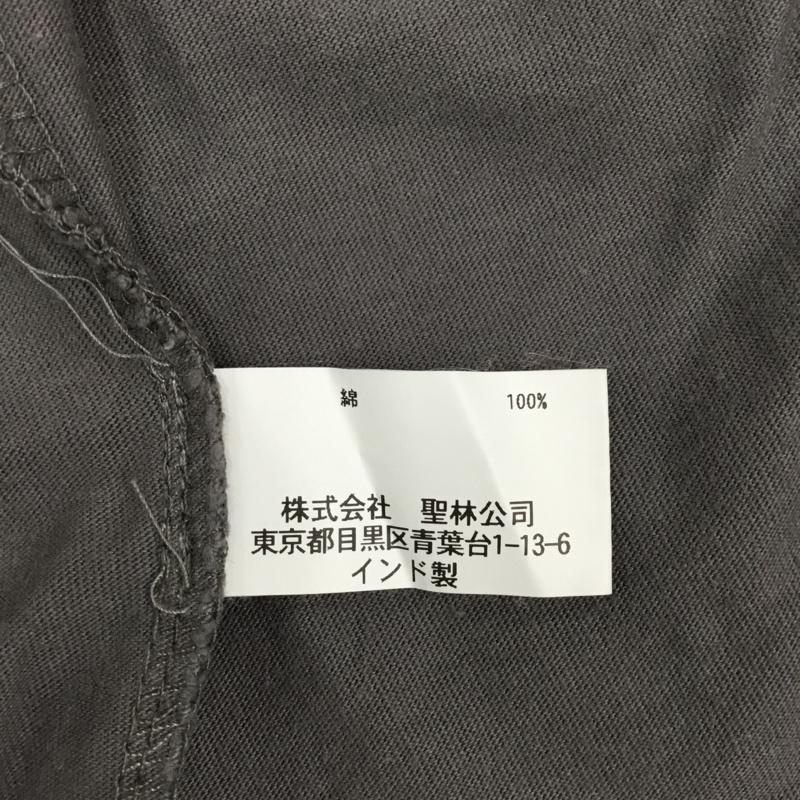 綿 100%
株式会社 聖林公司
東京都目黒区青葉台1-13-6
インド製